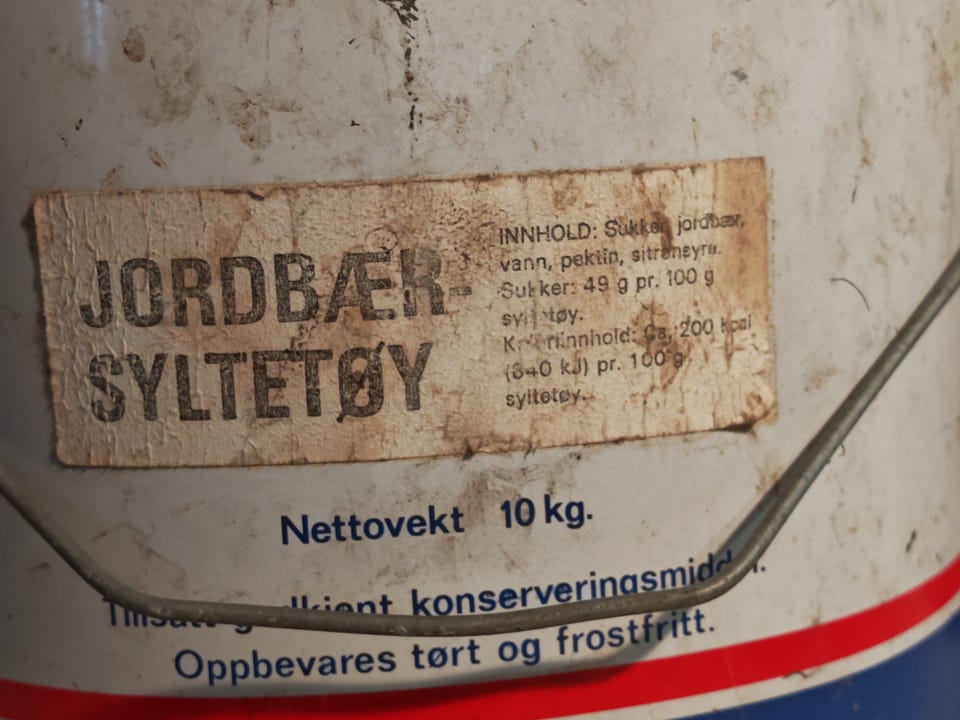 JORDBÆR-
SYLTETØY
INNHOLD: Sukker, jordbær,
vann, pektin, sitronsyre.
Sukker: 49 g pr. 100 g
syltetøy.
Kaloriinnhold: Ca. 200 kcal
(840 kJ) pr. 100 g
syltetøy.
Nettovekt 10 kg.
Tilsatt godkjent konserveringsmiddel.
Oppbevares tørt og frostfritt.